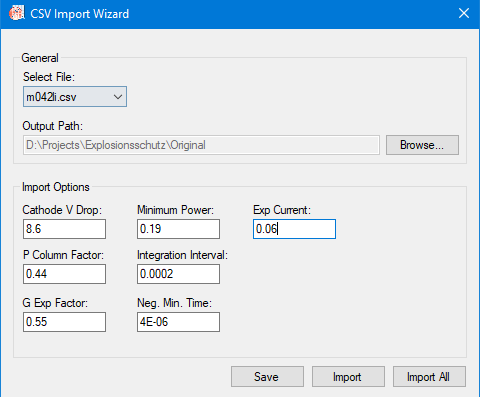 CSV Import Wizard
General
Select File:
m042li.csv
Output Path:
D:\Projects\Explosionsschutz\Original
Browse...
Import Options
Cathode V Drop: Minimum Power: Exp Current:
8.6 0.19 0.06
P Column Factor: Integration Interval:
0.44 0.0002
G Exp Factor: Neg. Min. Time:
0.55 4E-06
Save Import Import All